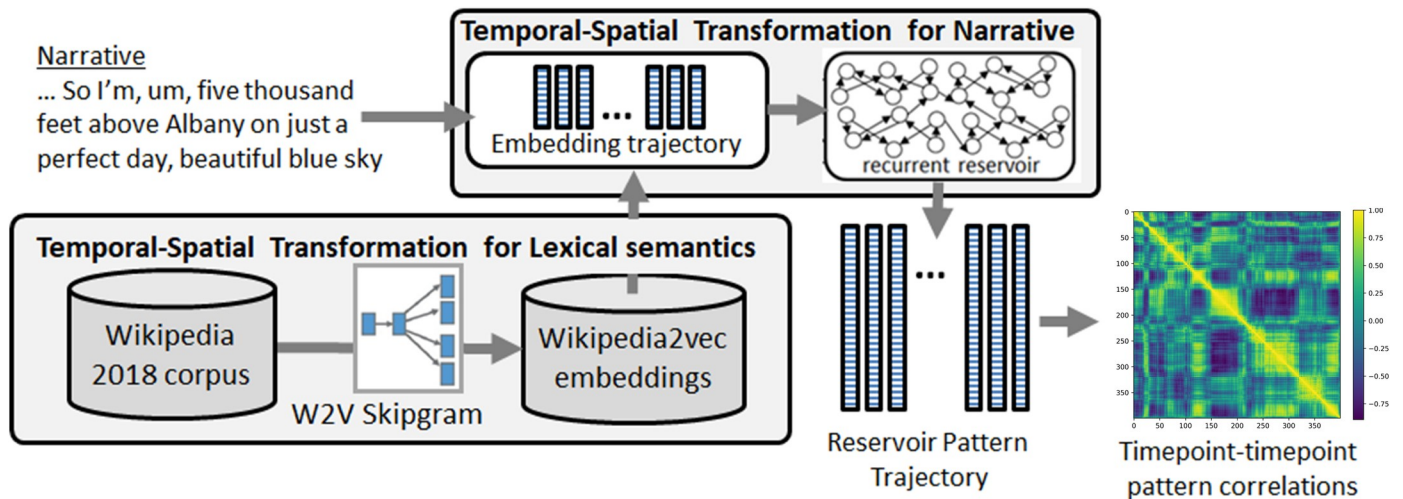 Temporal-Spatial Transformation for Narrative
Narrative
... So I'm, um, five thousand
feet above Albany on just a
perfect day, beautiful blue sky
...
Embedding trajectory
recurrent reservoir
Temporal-Spatial Transformation for Lexical semantics
Wikipedia
2018 corpus
W2V Skipgram
Wikipedia2vec
embeddings
...
Reservoir Pattern
Trajectory
0
50
100
150
200
250
300
350
0 50 100 150 200 250 300 350
1.00
0.75
0.50
0.25
0.00
−0.25
−0.50
−0.75
Timepoint-timepoint
pattern correlations